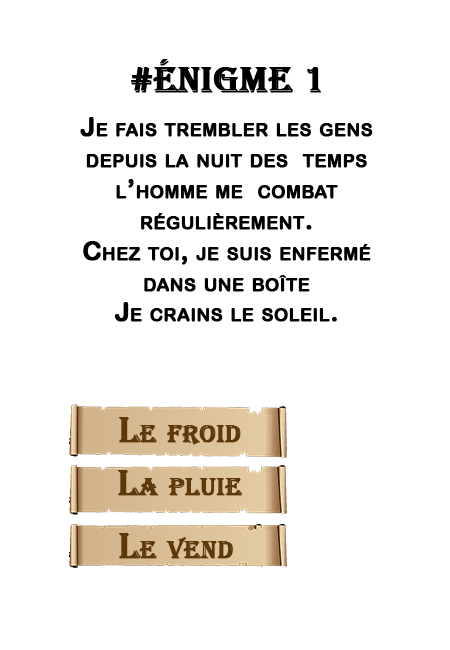 #Énigme 1
Je fais trembler les gens
depuis la nuit des temps
l'homme me combat
régulièrement.
Chez toi, je suis enfermé
dans une boîte
Je crains le soleil.
Le froid
La pluie
Le vend